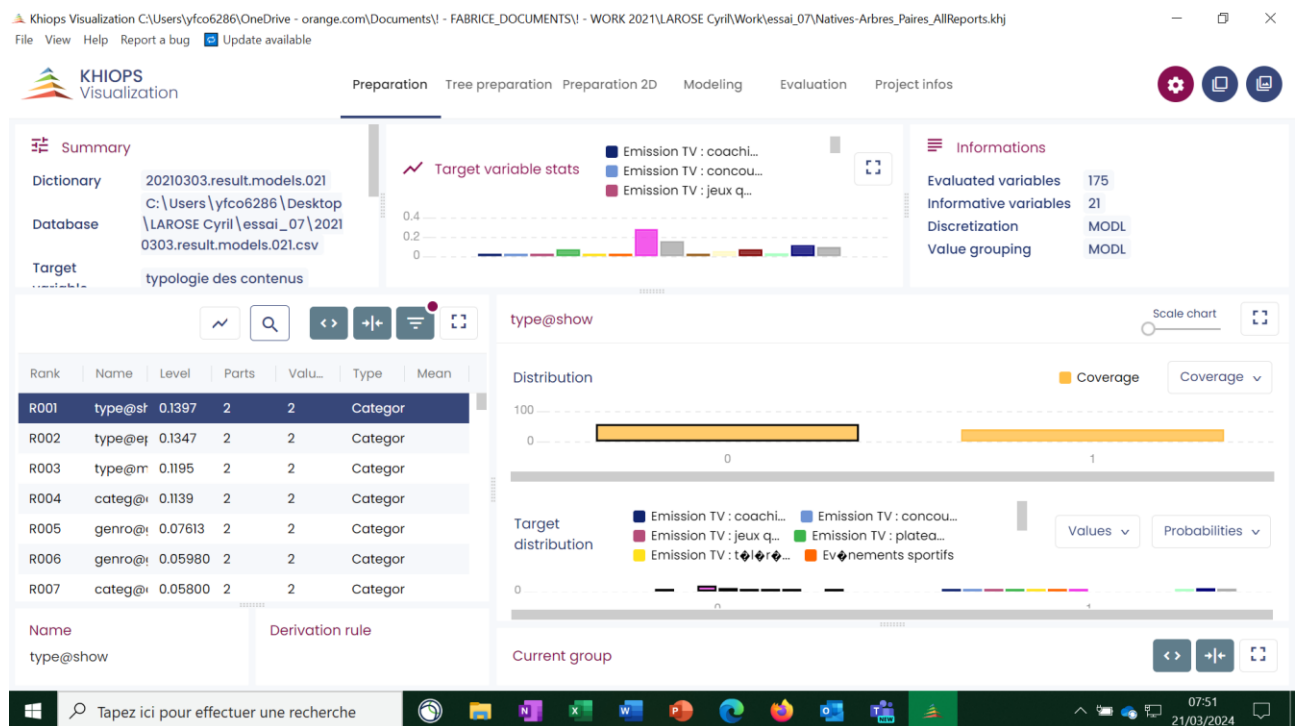 Khiops Visualization C:\Users\yfco6286\OneDrive - orange.com\Documents\! - FABRICE_DOCUMENTS\! - WORK 2021\LAROSE Cyril\Work\essai_07\Natives-Arbres_Paires_AllReports.khj
File View Help Report a bug Update available
KHIOPS
Visualization
Preparation Tree preparation Preparation 2D Modeling Evaluation Project infos
Summary
Dictionary 20210303.result.models.021
Database C:\Users\yfco6286\Desktop
\LAROSE Cyril\essai_07\2021
0303.result.models.021.csv
Target
variable typologie des contenus
Target variable stats
Emission TV : coachi...
Emission TV : concou...
Emission TV : jeux q...
0.4
0.2
0
Informations
Evaluated variables 175
Informative variables 21
Discretization MODL
Value grouping MODL
Rank Name Level Parts Valu... Type Mean
R001 type@sh 0.1397 2 2 Categor
R002 type@ep 0.1347 2 2 Categor
R003 type@m 0.1195 2 2 Categor
R004 categ@ 0.1139 2 2 Categor
R005 genro@ 0.07613 2 2 Categor
R006 genro@ 0.05980 2 2 Categor
R007 categ@ 0.05800 2 2 Categor
Name
type@show
Derivation rule
type@show
Scale chart
Distribution
Coverage
Coverage
100
0
0 1
Target
distribution
Emission TV : coachi... Emission TV : concou...
Emission TV : jeux q... Emission TV : platea...
Emission TV : t�l�r�... Ev�nements sportifs
Values
Probabilities
0
0 1
Current group
Tapez ici pour effectuer une recherche
07:51
21/03/2024